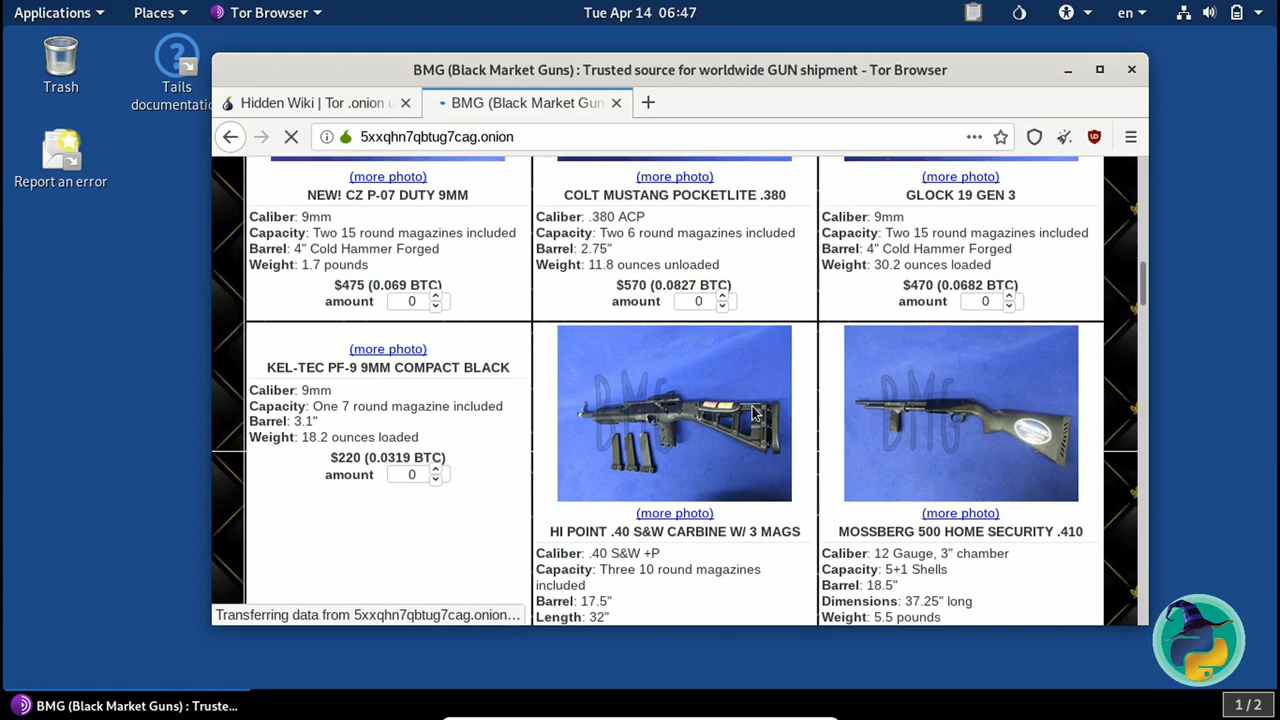 Applications
Places
Tor Browser
Tue Apr 14 06:47
en
Trash
Tails
documentatio
Report an error
BMG (Black Market Guns) : Trusted source for worldwide GUN shipment - Tor Browser
Hidden Wiki | Tor .onion u
BMG (Black Market Gun
5xxqhn7qbtug7cag.onion
(more photo)
NEW! CZ P-07 DUTY 9MM
Caliber: 9mm
Capacity: Two 15 round magazines included
Barrel: 4" Cold Hammer Forged
Weight: 1.7 pounds
$475 (0.069 BTC)
amount 0
(more photo)
COLT MUSTANG POCKETLITE .380
Caliber: .380 ACP
Capacity: Two 6 round magazines included
Barrel: 2.75"
Weight: 11.8 ounces unloaded
$570 (0.0827 BTC)
amount 0
(more photo)
GLOCK 19 GEN 3
Caliber: 9mm
Capacity: Two 15 round magazines included
Barrel: 4" Cold Hammer Forged
Weight: 30.2 ounces loaded
$470 (0.0682 BTC)
amount 0
(more photo)
KEL-TEC PF-9 9MM COMPACT BLACK
Caliber: 9mm
Capacity: One 7 round magazine included
Barrel: 3.1"
Weight: 18.2 ounces loaded
$220 (0.0319 BTC)
amount 0
BMG
(more photo)
HI POINT .40 S&W CARBINE W/ 3 MAGS
Caliber: .40 S&W +P
Capacity: Three 10 round magazines
included
Barrel: 17.5"
Length: 32"
BMG
(more photo)
MOSSBERG 500 HOME SECURITY .410
Caliber: 12 Gauge, 3" chamber
Capacity: 5+1 Shells
Barrel: 18.5"
Dimensions: 37.25" long
Weight: 5.5 pounds
Transferring data from 5xxqhn7qbtug7cag.onion…
BMG (Black Market Guns) : Truste...
1 / 2